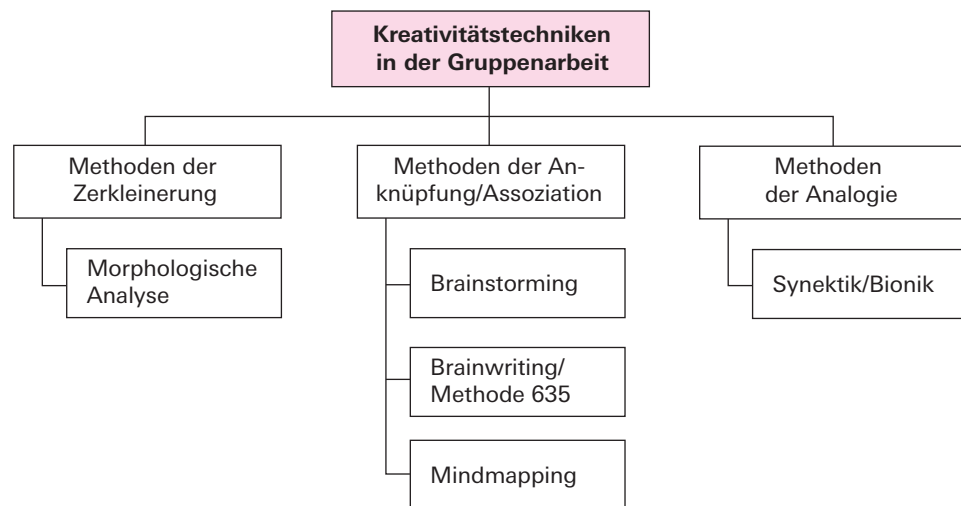 Kreativitätstechniken
in der Gruppenarbeit
Methoden der
Zerkleinerung
Morphologische
Analyse
Methoden der An-
knüpfung/Assoziation
Brainstorming
Brainwriting/
Methode 635
Mindmapping
Methoden
der Analogie
Synektik/Bionik